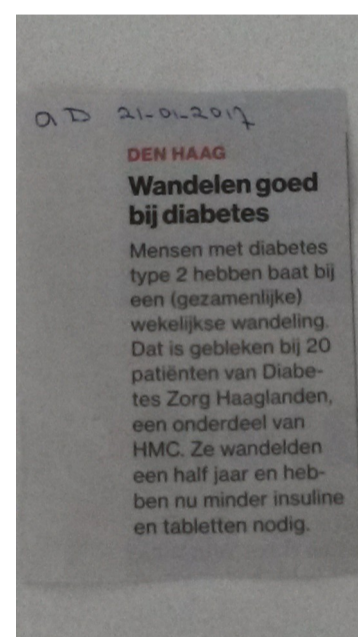 AD 21-01-2017
DEN HAAG
Wandelen goed
bij diabetes
Mensen met diabetes
type 2 hebben baat bij
een (gezamenlijke)
wekelijkse wandeling.
Dat is gebleken bij 20
patiënten van Diabe-
tes Zorg Haaglanden,
een onderdeel van
HMC. Ze wandelden
een half jaar en heb-
ben nu minder insuline
en tabletten nodig.